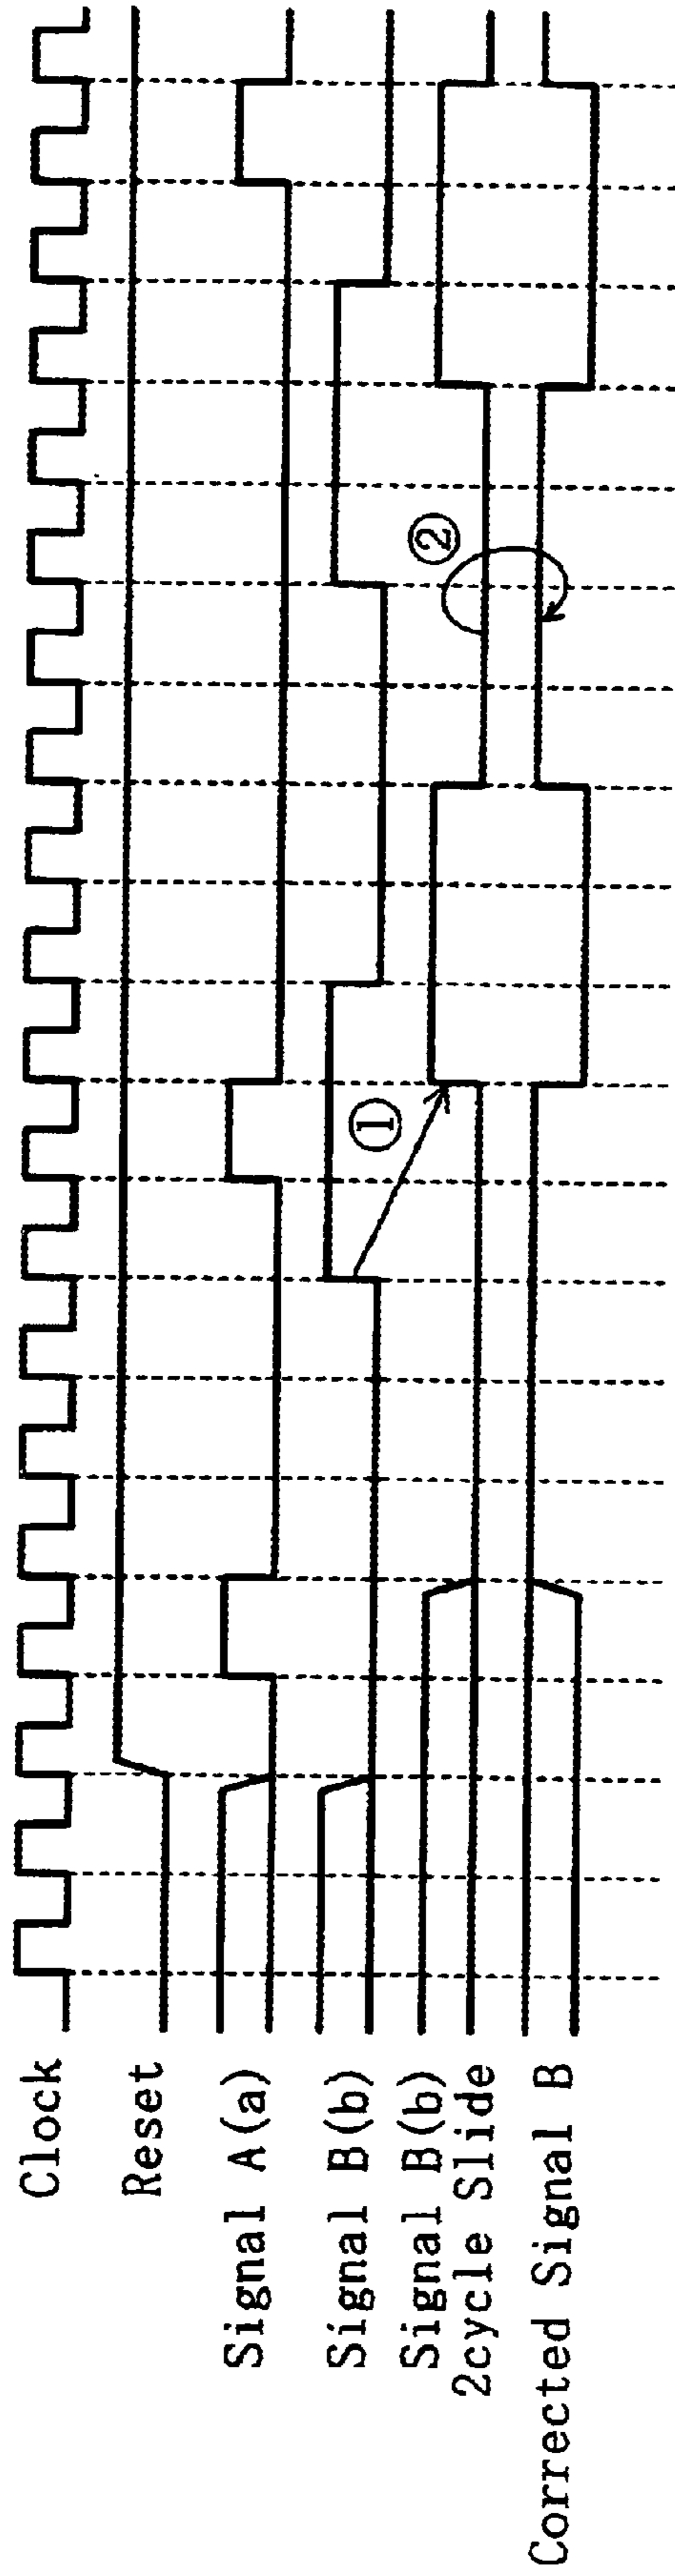 Clock
Reset
Signal A(a)
Signal B(b)
Signal B(b)
2cycle Slide
Corrected Signal B
①
②